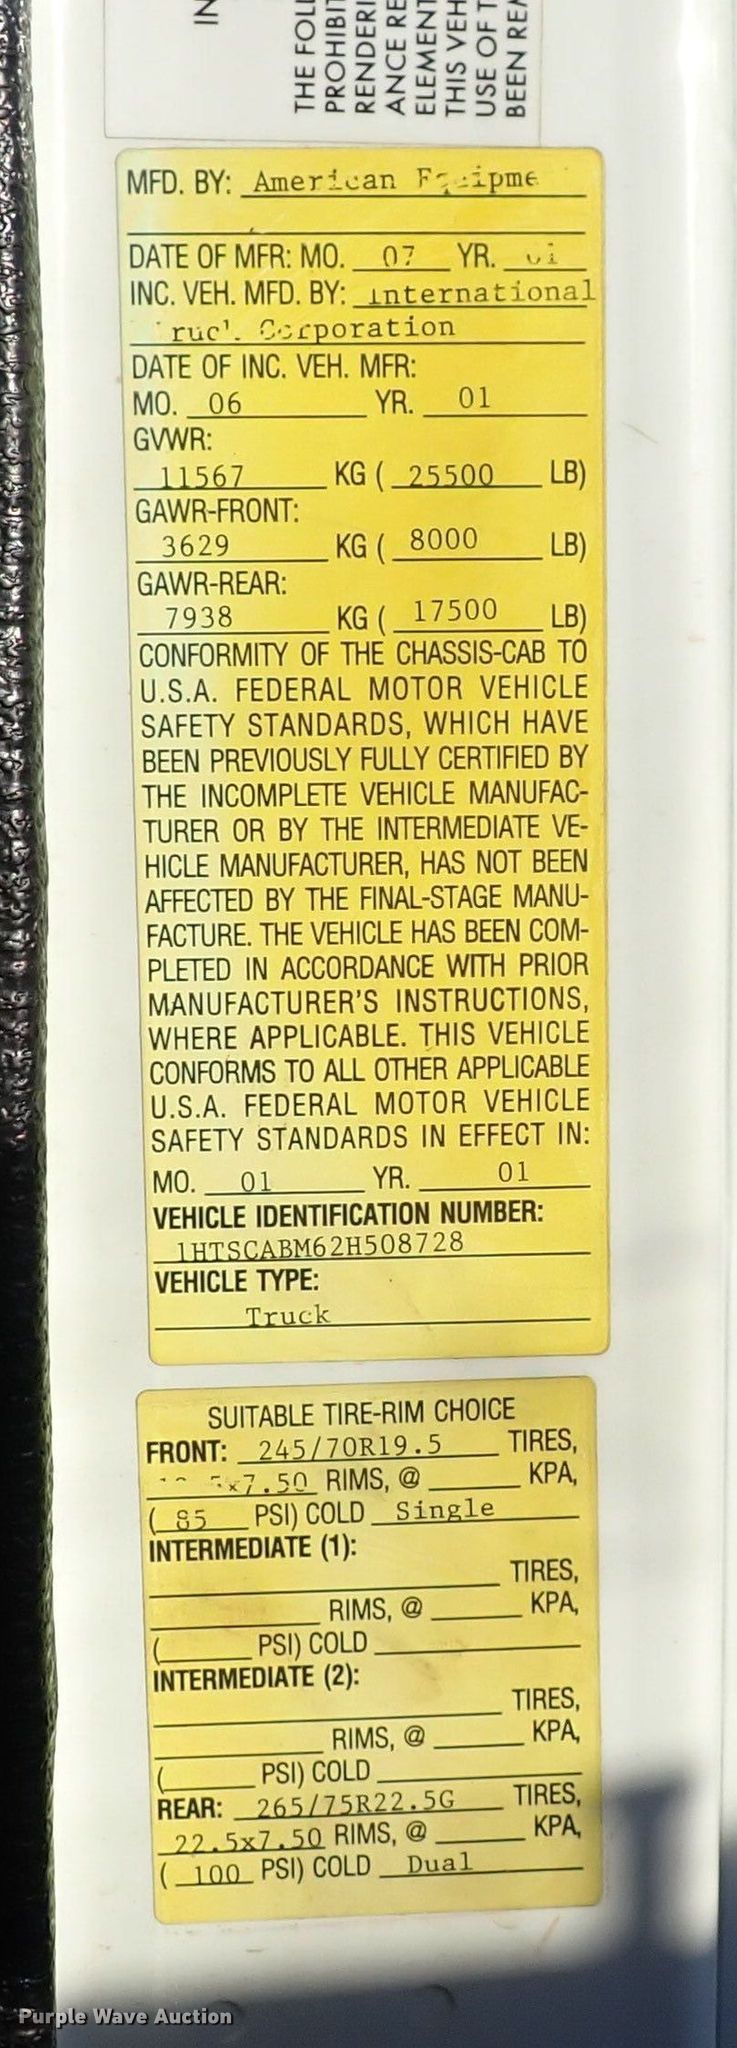 IN
THE FOL
PROHIBIT
RENDERI
ANCE RE
ELEMENT
THIS VEH
USE OF T
BEEN REA
MFD. BY: American
DATE OF MFR: MO. 07 YR. 01
INC. VEH. MFD. BY: International
Truck Corporation
DATE OF INC. VEH. MFR:
MO. 06 YR. 01
GVWR:
11567 KG ( 25500 LB)
GAWR-FRONT:
3629 KG ( 8000 LB)
GAWR-REAR:
7938 KG ( 17500 LB)
CONFORMITY OF THE CHASSIS-CAB TO
U.S.A. FEDERAL MOTOR VEHICLE
SAFETY STANDARDS, WHICH HAVE
BEEN PREVIOUSLY FULLY CERTIFIED BY
THE INCOMPLETE VEHICLE MANUFAC-
TURER OR BY THE INTERMEDIATE VE-
HICLE MANUFACTURER, HAS NOT BEEN
AFFECTED BY THE FINAL-STAGE MANU-
FACTURE. THE VEHICLE HAS BEEN COM-
PLETED IN ACCORDANCE WITH PRIOR
MANUFACTURER'S INSTRUCTIONS,
WHERE APPLICABLE. THIS VEHICLE
CONFORMS TO ALL OTHER APPLICABLE
U.S.A. FEDERAL MOTOR VEHICLE
SAFETY STANDARDS IN EFFECT IN:
MO. 01 YR. 01
VEHICLE IDENTIFICATION NUMBER:
1HTSCABM62H508728
VEHICLE TYPE:
Truck
SUITABLE TIRE-RIM CHOICE
FRONT: 245/70R19.5 TIRES,
RIMS, @ KPA,
( 85 PSI) COLD Single
INTERMEDIATE (1):
TIRES,
RIMS, @ KPA,
( PSI) COLD
INTERMEDIATE (2):
TIRES,
RIMS, @ KPA,
( PSI) COLD
REAR: 265/75R22.5G TIRES,
22.5x7.50 RIMS, @ KPA,
( 100 PSI) COLD Dual
Purple Wave Auction